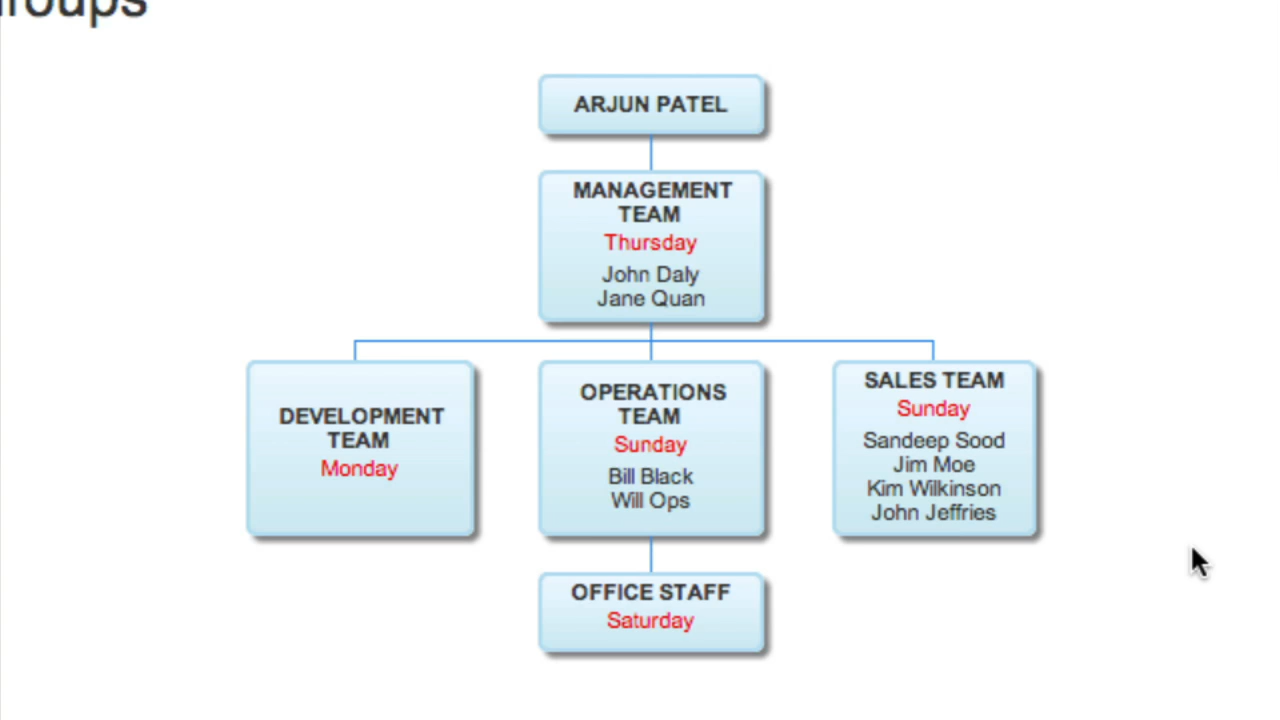 ARJUN PATEL
MANAGEMENT
TEAM
Thursday
John Daly
Jane Quan
DEVELOPMENT
TEAM
Monday
OPERATIONS
TEAM
Sunday
Bill Black
Will Ops
SALES TEAM
Sunday
Sandeep Sood
Jim Moe
Kim Wilkinson
John Jeffries
OFFICE STAFF
Saturday